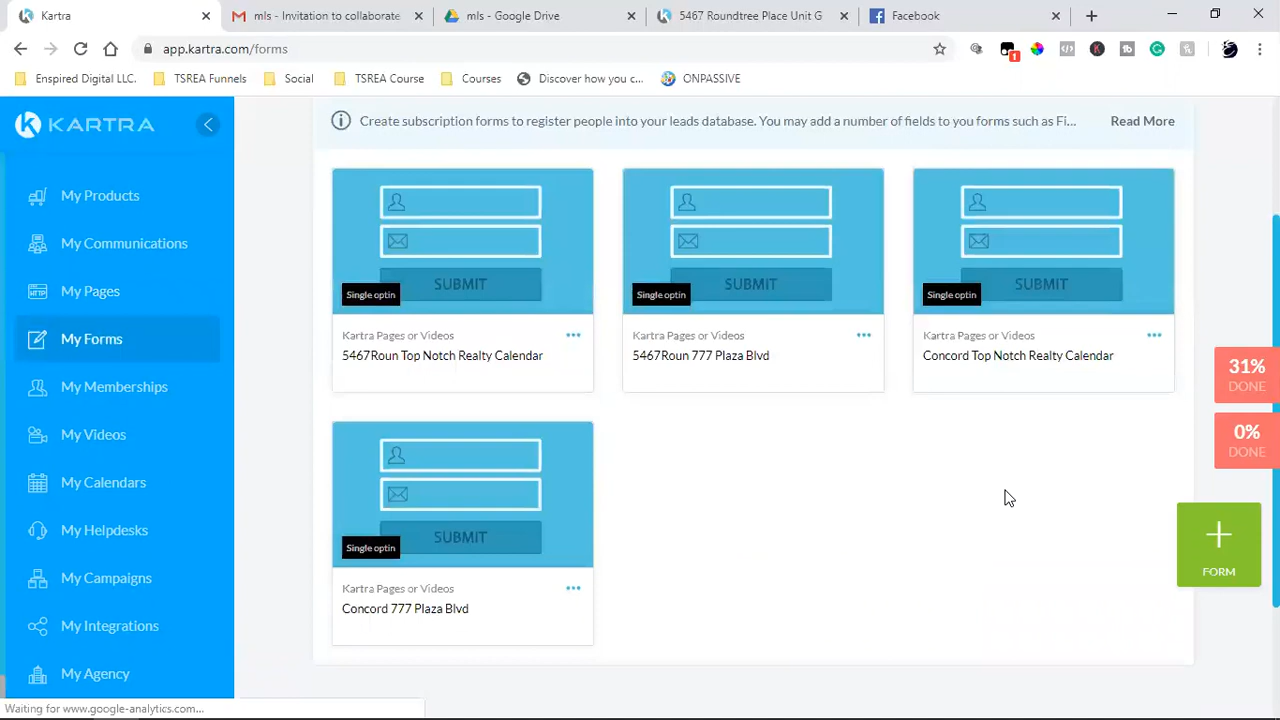 Kartra
mls - Invitation to collaborate
mls - Google Drive
5467 Roundtree Place Unit G
Facebook
app.kartra.com/forms
1
Enspired Digital LLC.
TSREA Funnels
Social
TSREA Course
Courses
Discover how you c...
ONPASSIVE
KARTRA
Create subscription forms to register people into your leads database. You may add a number of fields to you forms such as Fi...
Read More
My Products
My Communications
My Pages
My Forms
My Memberships
My Videos
My Calendars
My Helpdesks
My Campaigns
My Integrations
My Agency
SUBMIT
Single optin
Kartra Pages or Videos
5467Roun Top Notch Realty Calendar
SUBMIT
Single optin
Kartra Pages or Videos
5467Roun 777 Plaza Blvd
SUBMIT
Single optin
Kartra Pages or Videos
Concord Top Notch Realty Calendar
SUBMIT
Single optin
Kartra Pages or Videos
Concord 777 Plaza Blvd
31%
DONE
0%
DONE
FORM
Waiting for www.google-analytics.com...